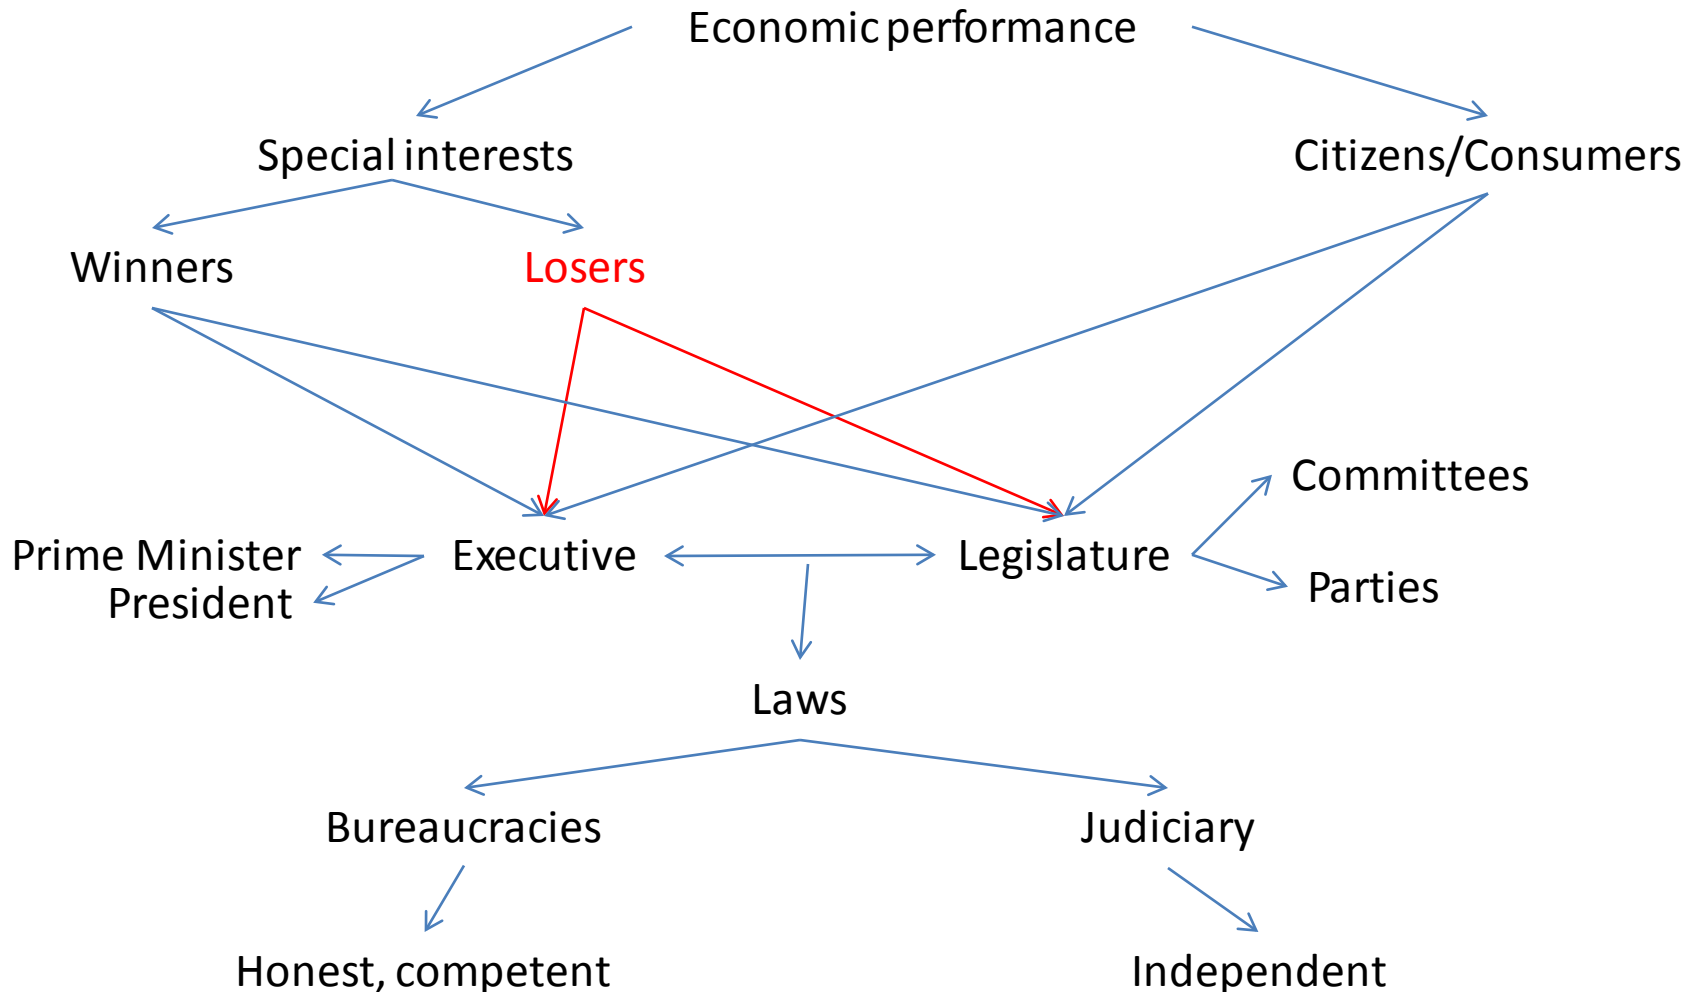 Economic performance
Special interests
Citizens/Consumers
Winners
Losers
Committees
Prime Minister
Executive
Legislature
President
Parties
Laws
Bureaucracies
Judiciary
Honest, competent
Independent